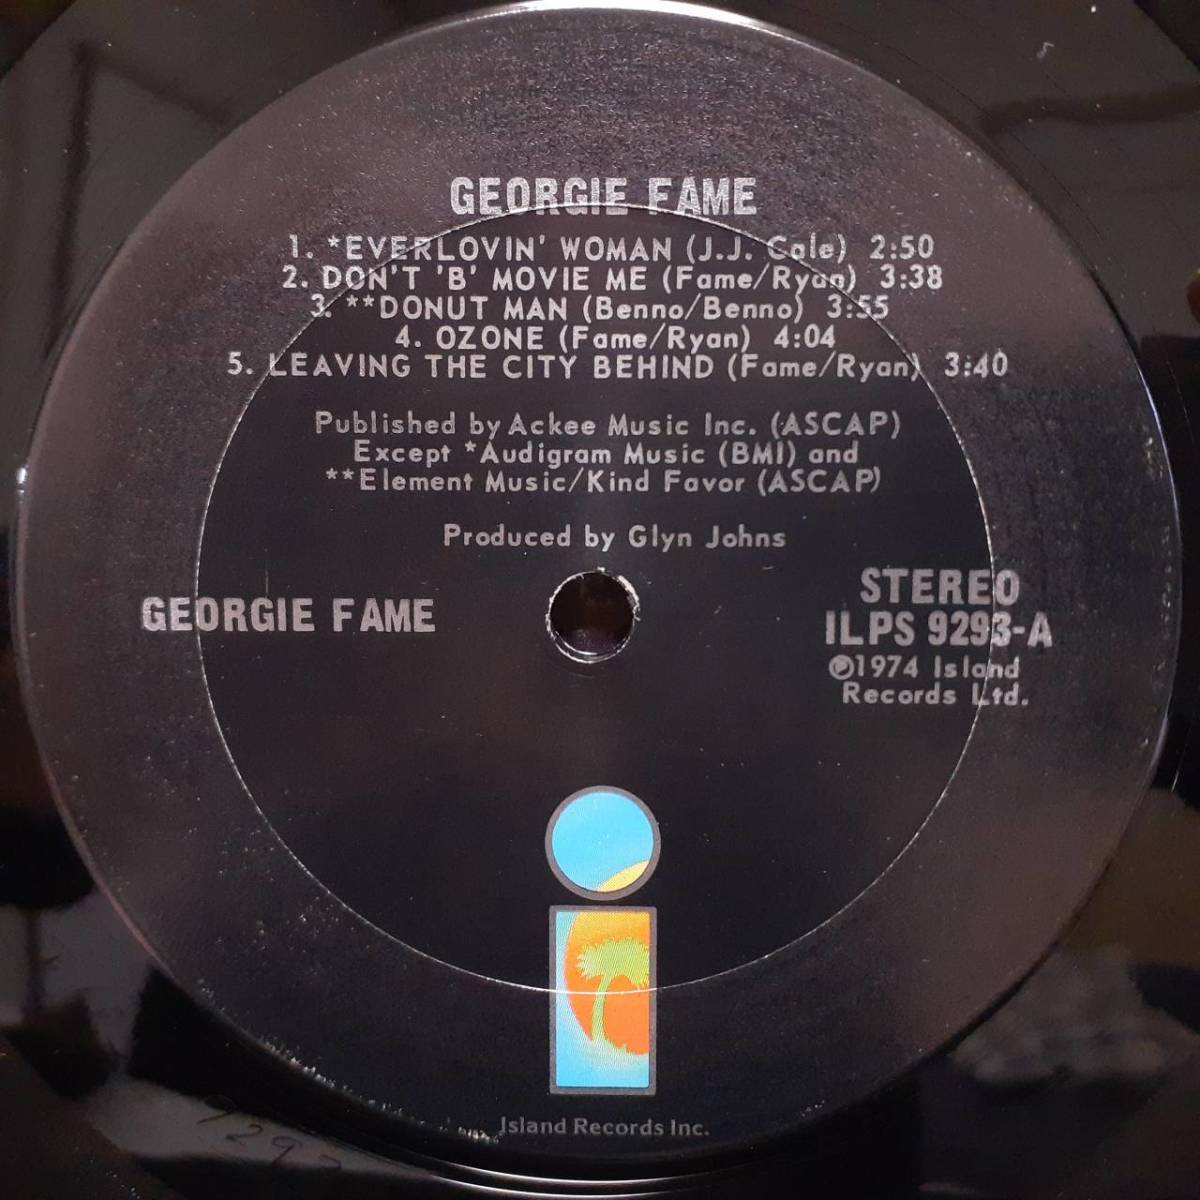 GEORGIE FAME
1. *EVERLOVIN' WOMAN (J.J. Cale) 2:50
2. DON'T 'B' MOVIE ME (Fame/Ryan) 3:38
3. **DONUT MAN (Benno/Benno) 3:55
4. OZONE (Fame/Ryan) 4:04
5. LEAVING THE CITY BEHIND (Fame/Ryan) 3:40
Published by Ackee Music Inc. (ASCAP)
Except *Audigram Music (BMI) and
**Element Music/Kind Favor (ASCAP)
Produced by Glyn Johns
GEORGIE FAME
STEREO
ILPS 9293-A
℗1974 Island
Records Ltd.
Island Records Inc.